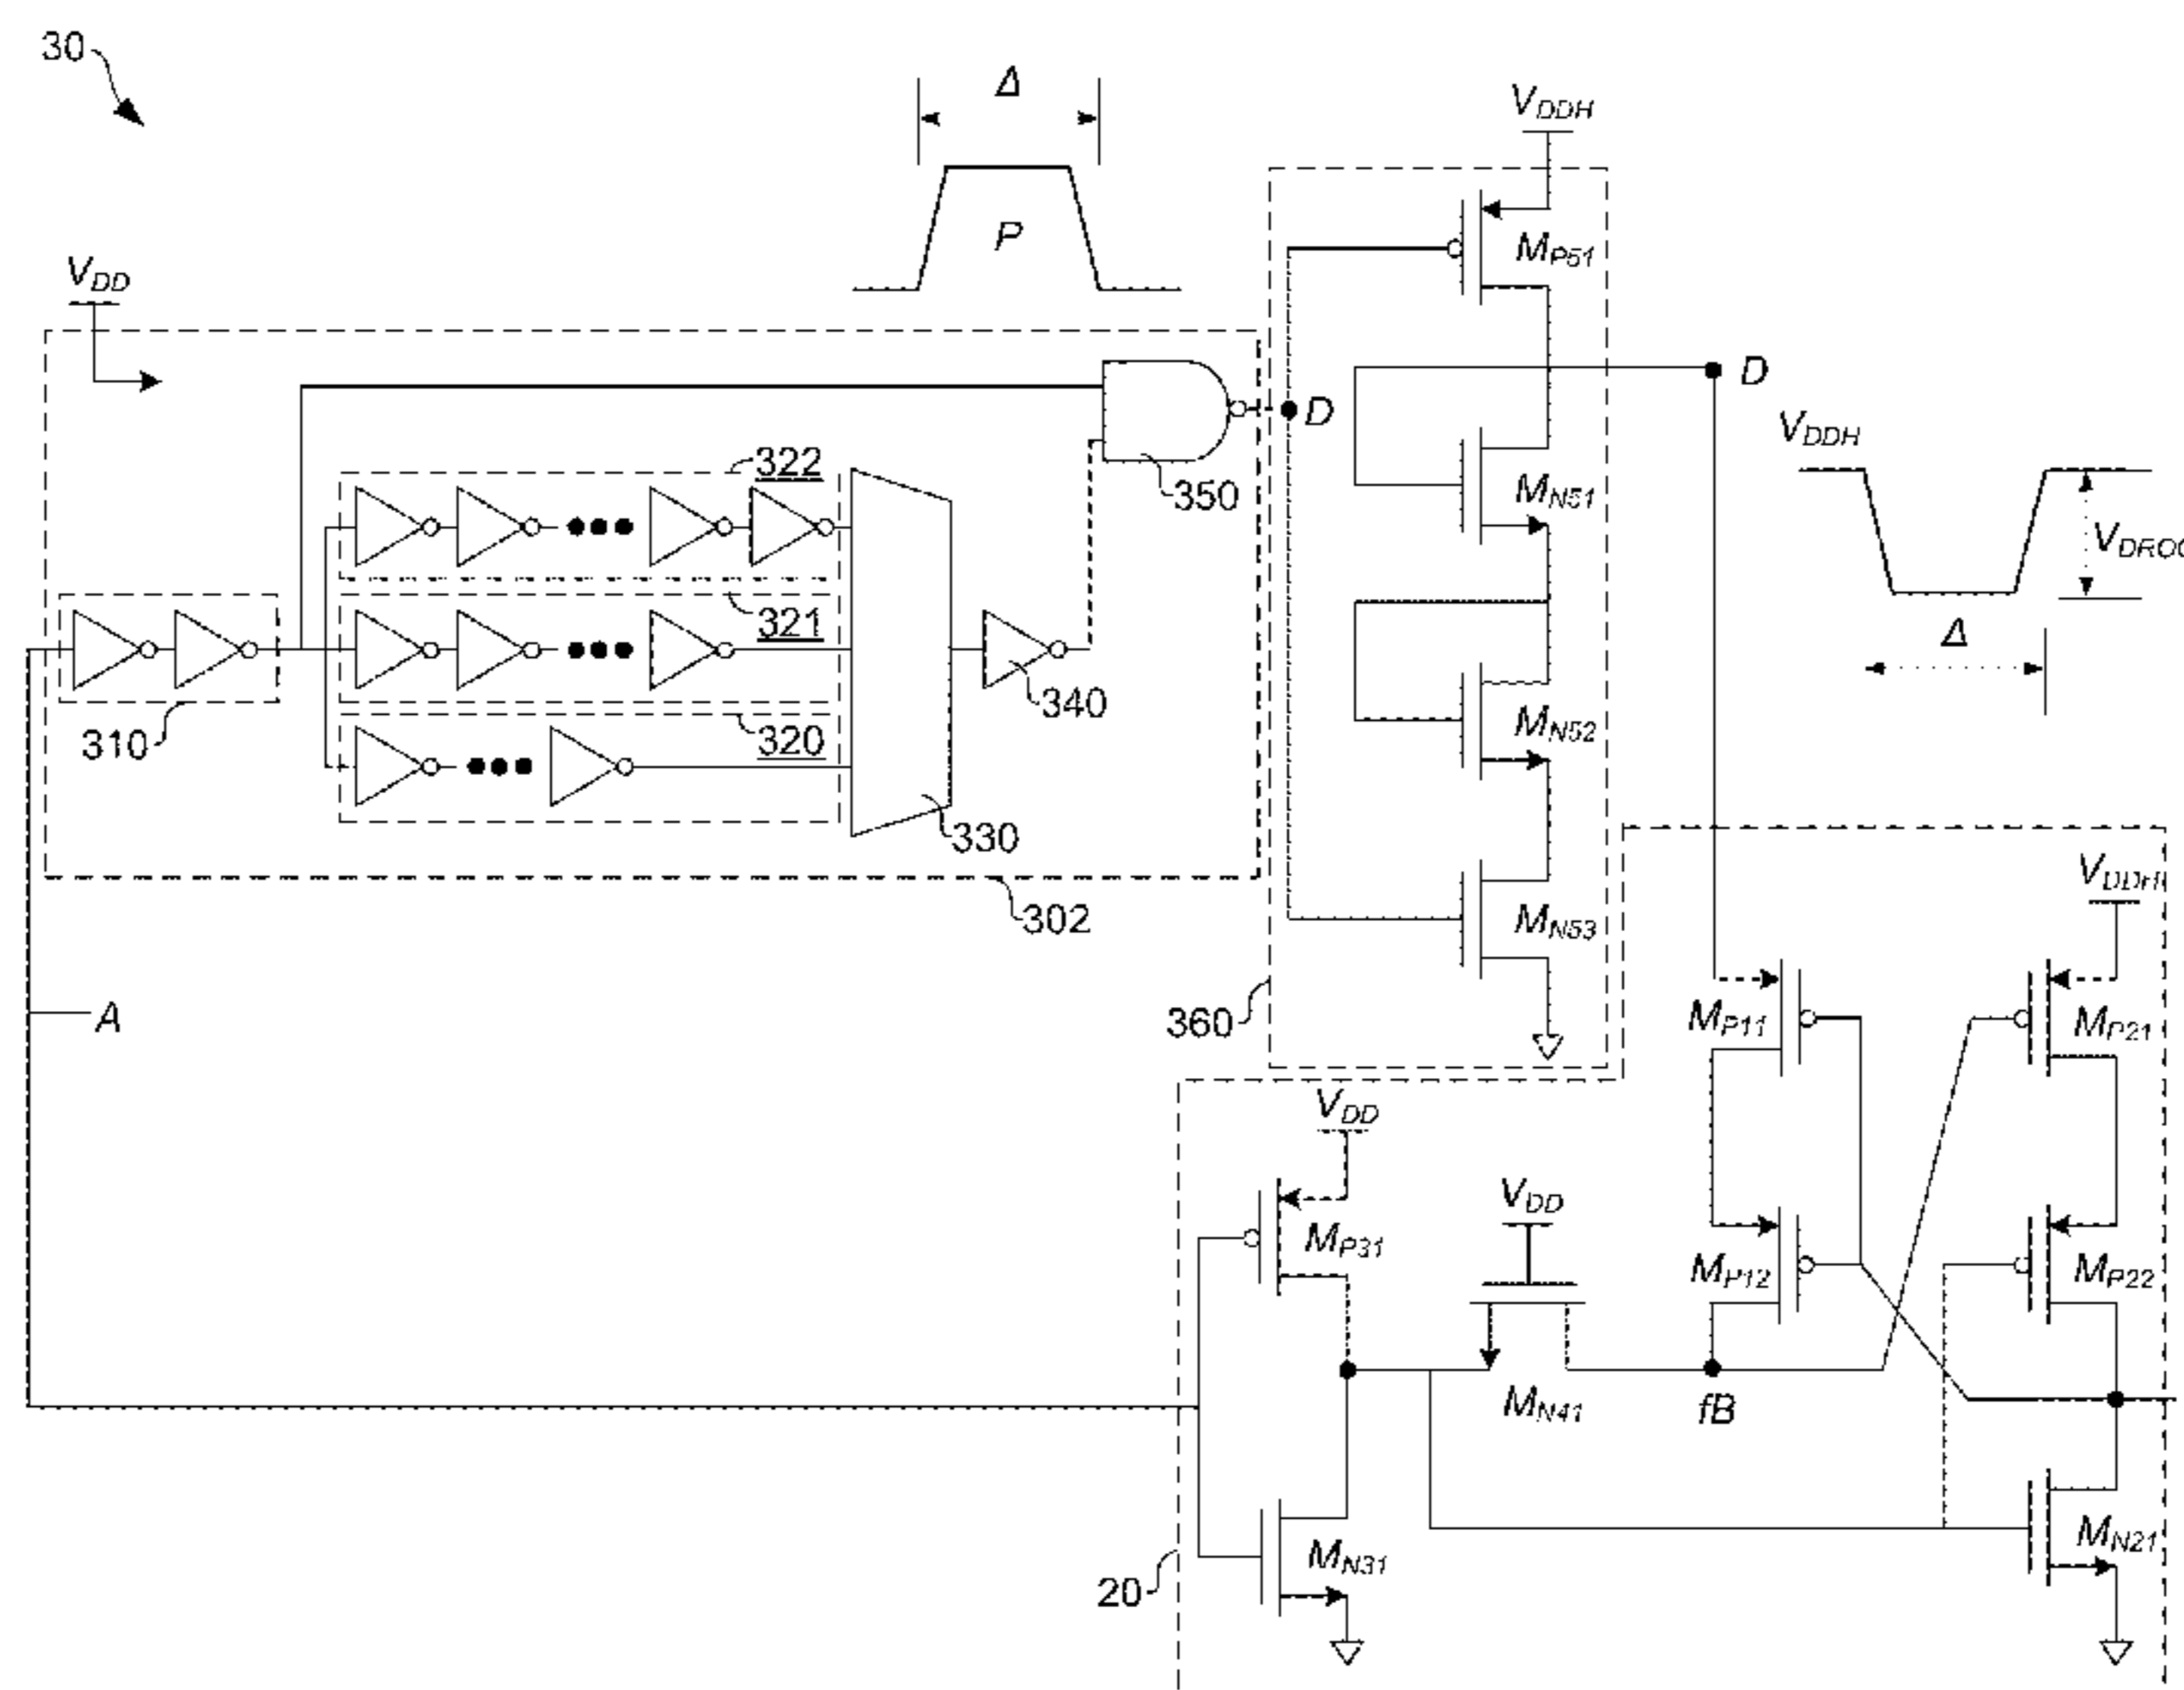 30
Δ
P
VDDH
MP51
VDD
D
D
VDDH
322
350
MN51
Δ
321
340
MN52
310
320
330
302
MN53
VDDH
360
A
MP11
MP21
VDD
VDD
MP31
MP12
MP22
MN41
fB
MN31
MN21
20